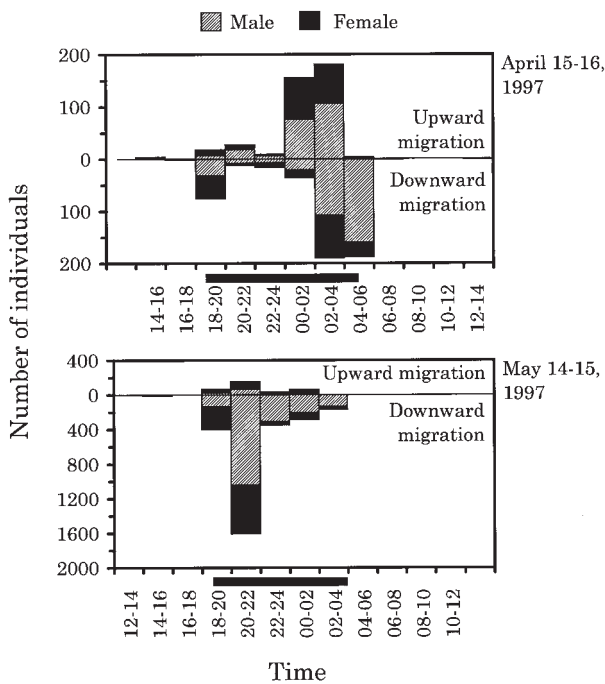 Male Female
April 15-16,
1997
200
100
0
100
200
Upward
migration
Downward
migration
14-16 16-18 18-20 20-22 22-24 00-02 02-04 04-06 06-08 08-10 10-12 12-14
Number of individuals
May 14-15,
1997
400
0
400
800
1200
1600
2000
Upward migration
Downward
migration
12-14 14-16 16-18 18-20 20-22 22-24 00-02 02-04 04-06 06-08 08-10 10-12
Time